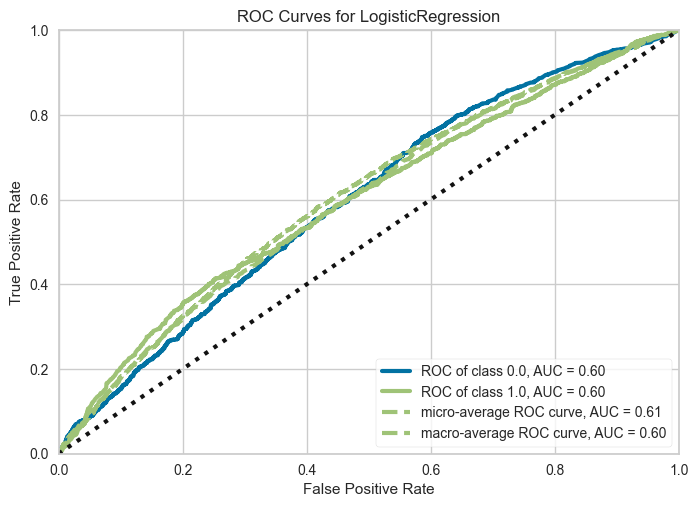 ROC Curves for LogisticRegression
1.0
0.8
0.6
0.4
0.2
0.0
True Positive Rate
ROC of class 0.0, AUC = 0.60
ROC of class 1.0, AUC = 0.60
micro-average ROC curve, AUC = 0.61
macro-average ROC curve, AUC = 0.60
0.0 0.2 0.4 0.6 0.8 1.0
False Positive Rate